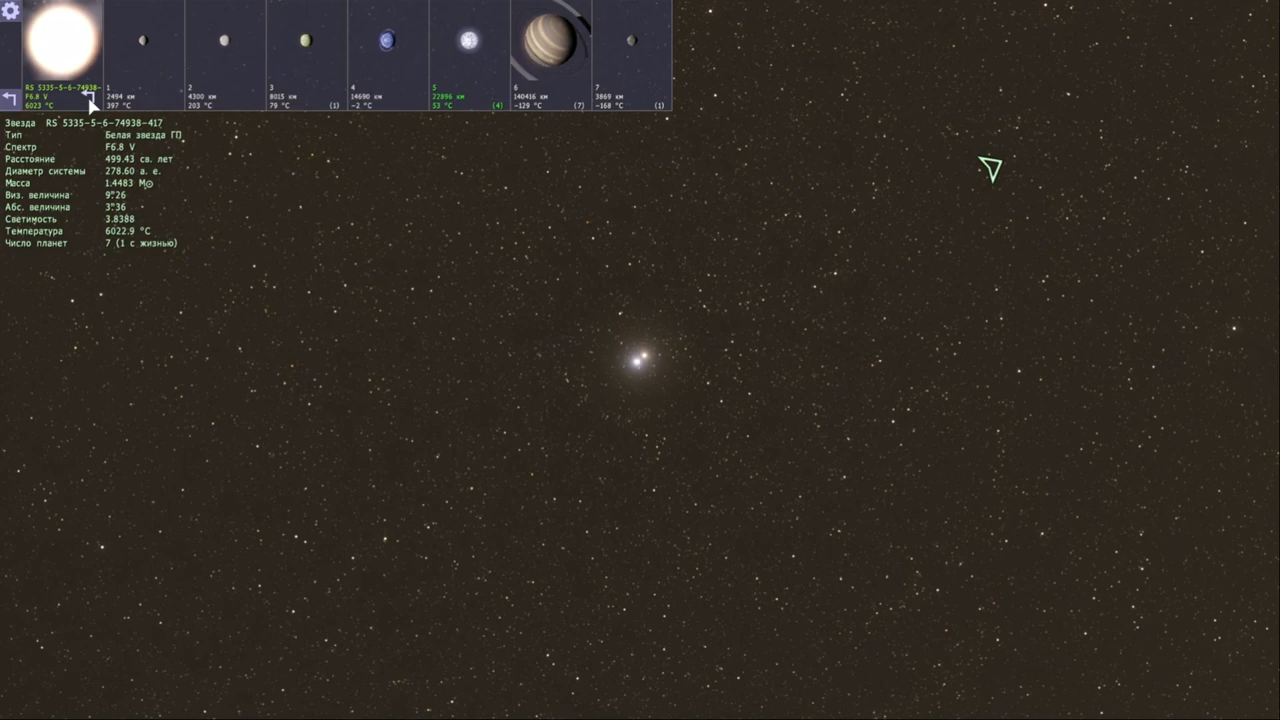 RS 5335-5-6-74938-
F6.8 V
6023 °C
1
2494 км
397 °C
2
4300 км
203 °C
3
8015 км
79 °C (1)
4
14690 км
-2 °C
5
22896 км
53 °C (4)
6
140416 км
-129 °C (7)
7
3869 км
-168 °C (1)
Звезда RS 5335-5-6-74938-417
Тип Белая звезда ГП
Спектр F6.8 V
Расстояние 499.43 св. лет
Диаметр системы 278.60 а. е.
Масса 1.4483 M☉
Виз. величина 9ᵐ26
Абс. величина 3ᵐ36
Светимость 3.8388
Температура 6022.9 °C
Число планет 7 (1 с жизнью)